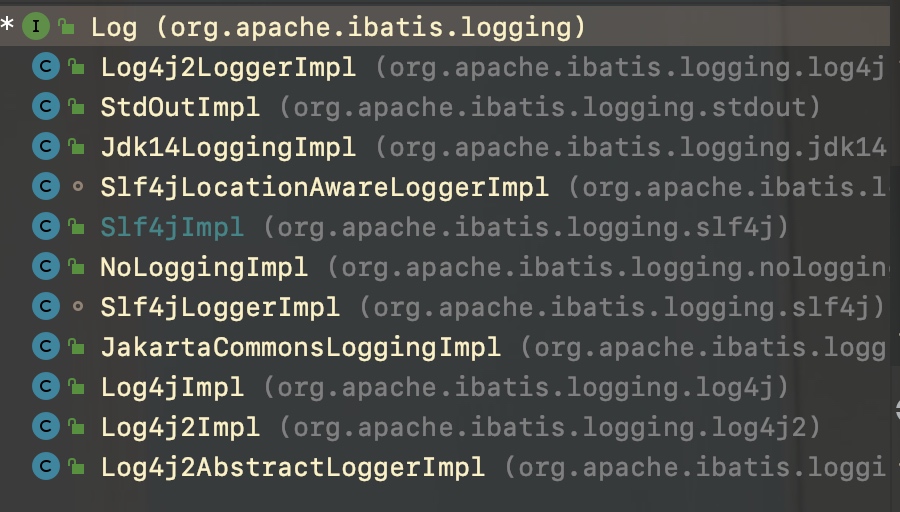 * I Log (org.apache.ibatis.logging)
C Log4j2LoggerImpl (org.apache.ibatis.logging.log4j
C StdOutImpl (org.apache.ibatis.logging.stdout)
C Jdk14LoggingImpl (org.apache.ibatis.logging.jdk14
C Slf4jLocationAwareLoggerImpl (org.apache.ibatis.l
C Slf4jImpl (org.apache.ibatis.logging.slf4j)
C NoLoggingImpl (org.apache.ibatis.logging.nologgin
C Slf4jLoggerImpl (org.apache.ibatis.logging.slf4j)
C JakartaCommonsLoggingImpl (org.apache.ibatis.logg
C Log4jImpl (org.apache.ibatis.logging.log4j)
C Log4j2Impl (org.apache.ibatis.logging.log4j2)
C Log4j2AbstractLoggerImpl (org.apache.ibatis.loggi